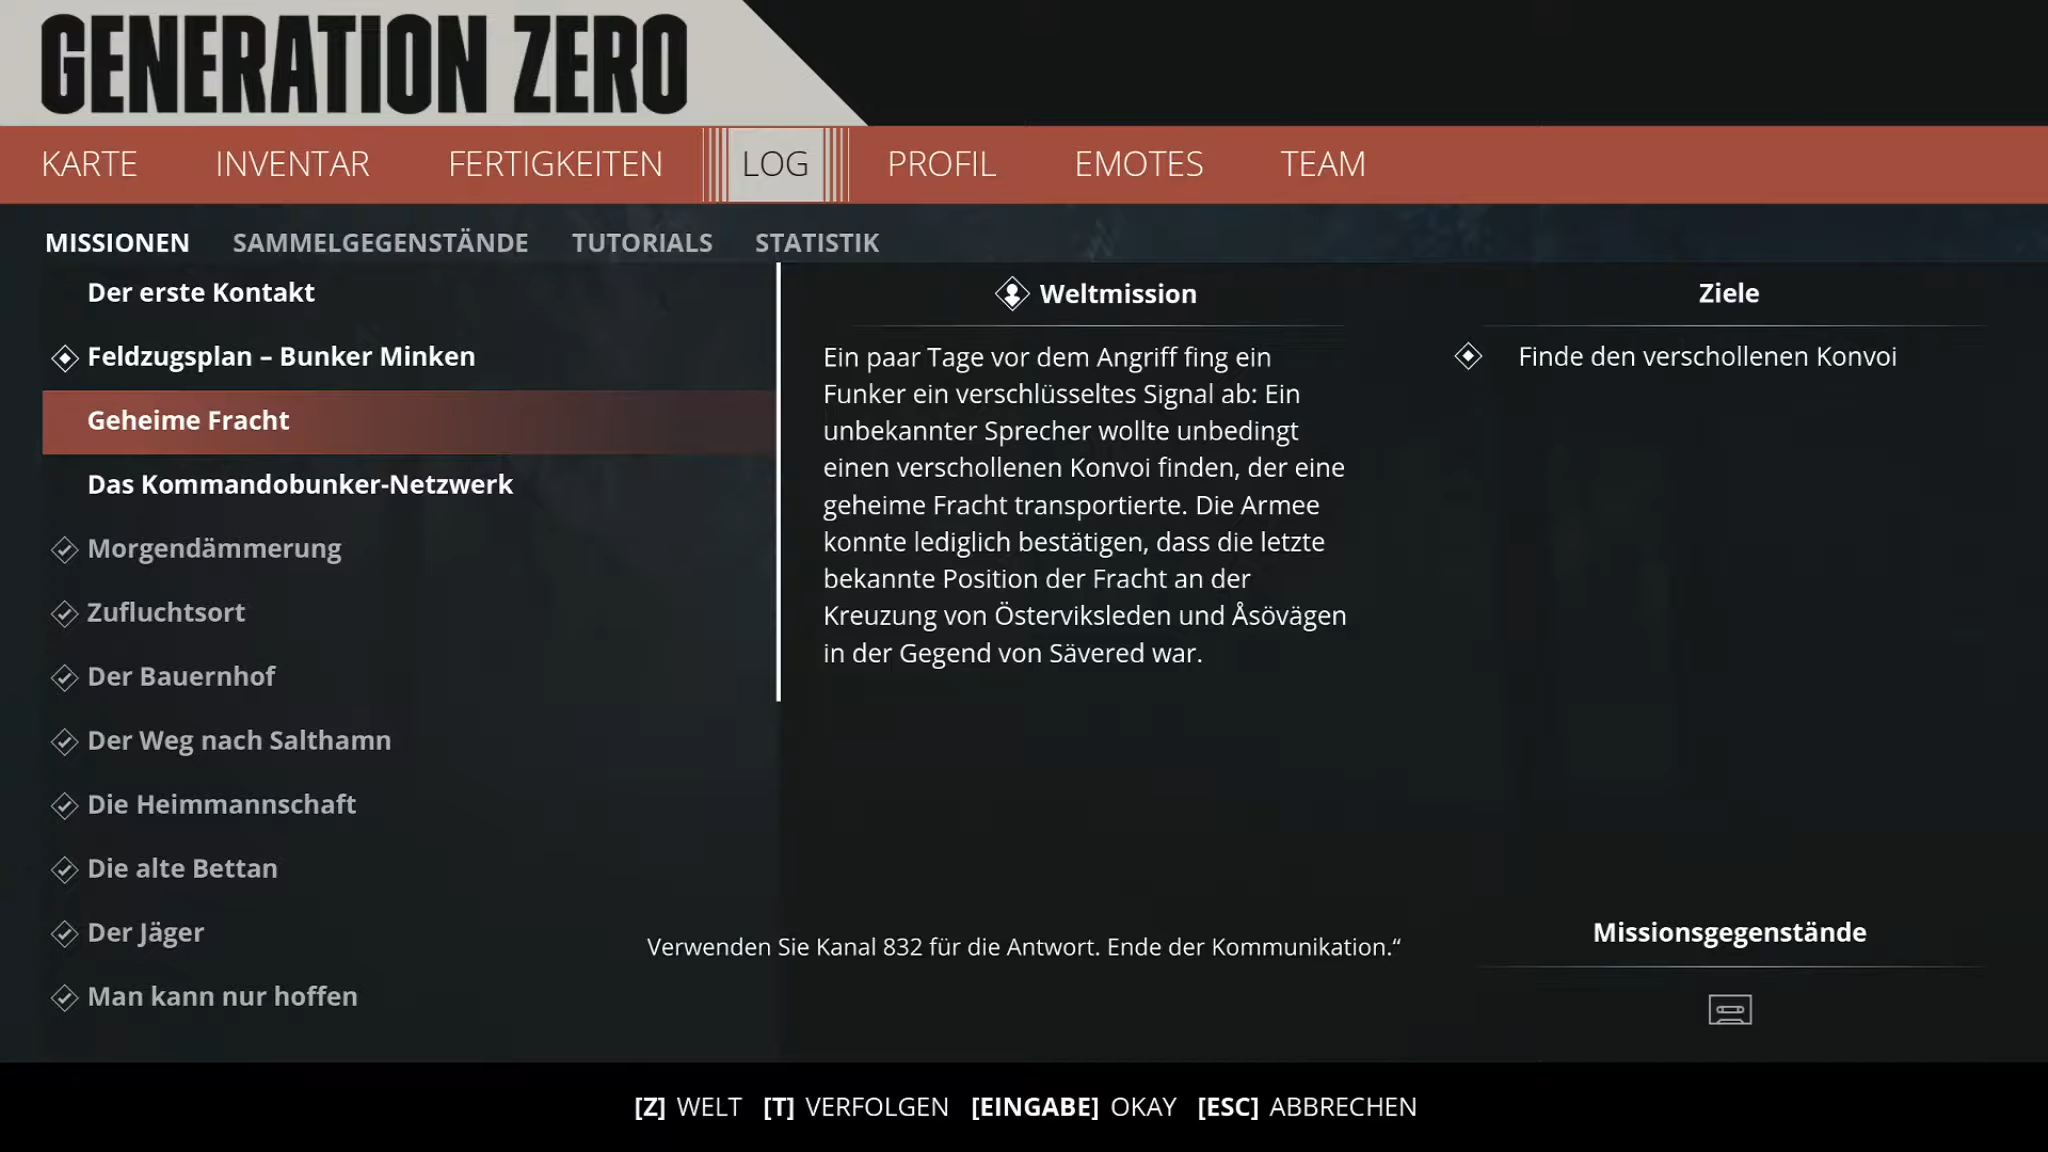 GENERATION ZERO
KARTE INVENTAR FERTIGKEITEN LOG PROFIL EMOTES TEAM
MISSIONEN SAMMELGEGENSTÄNDE TUTORIALS STATISTIK
Der erste Kontakt
Feldzugsplan – Bunker Minken
Geheime Fracht
Das Kommandobunker-Netzwerk
Morgendämmerung
Zufluchtsort
Der Bauernhof
Der Weg nach Salthamn
Die Heimmannschaft
Die alte Bettan
Der Jäger
Man kann nur hoffen
Weltmission
Ein paar Tage vor dem Angriff fing ein
Funker ein verschlüsseltes Signal ab: Ein
unbekannter Sprecher wollte unbedingt
einen verschollenen Konvoi finden, der eine
geheime Fracht transportierte. Die Armee
konnte lediglich bestätigen, dass die letzte
bekannte Position der Fracht an der
Kreuzung von Österviksleden und Åsövägen
in der Gegend von Sävered war.
Ziele
Finde den verschollenen Konvoi
Missionsgegenstände
Verwenden Sie Kanal 832 für die Antwort. Ende der Kommunikation.“
[Z] WELT [T] VERFOLGEN [EINGABE] OKAY [ESC] ABBRECHEN